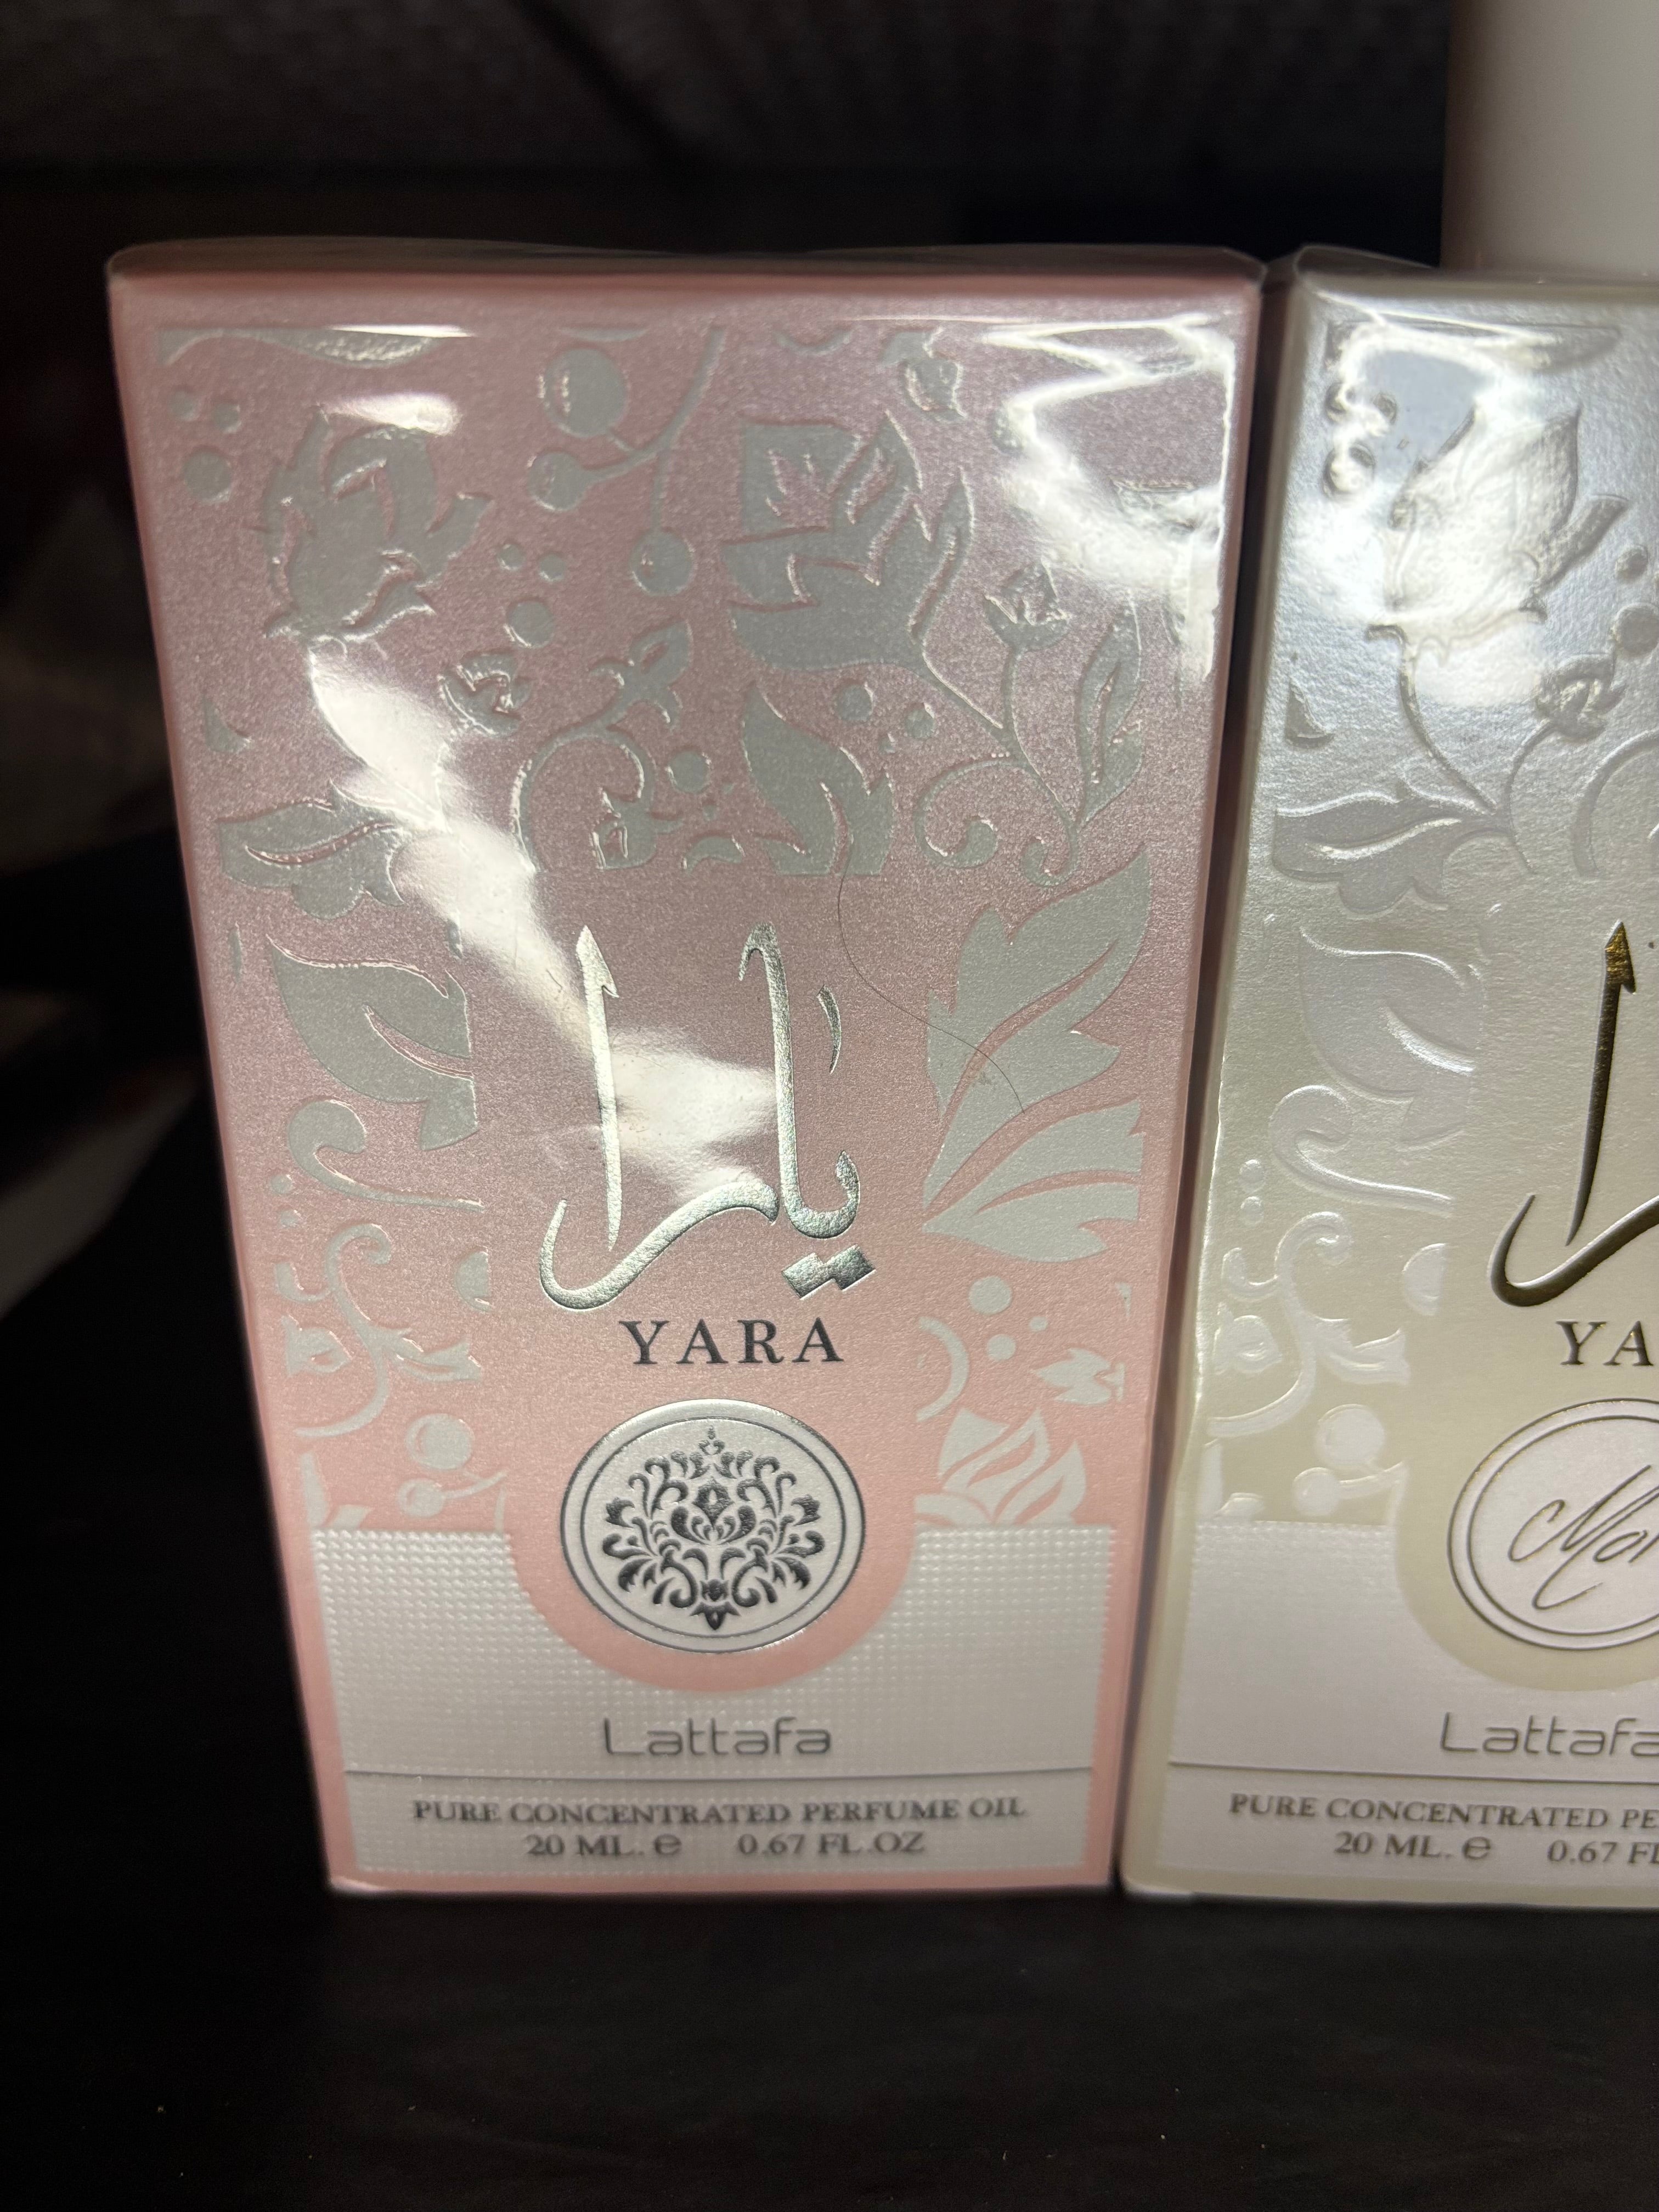 يارا
YARA
Lattafa
PURE CONCENTRATED PERFUME OIL
20 ML. e 0.67 FL.OZ
YA
Mo
Lattafa
PURE CONCENTRATED PE
20 ML. e 0.67 FL